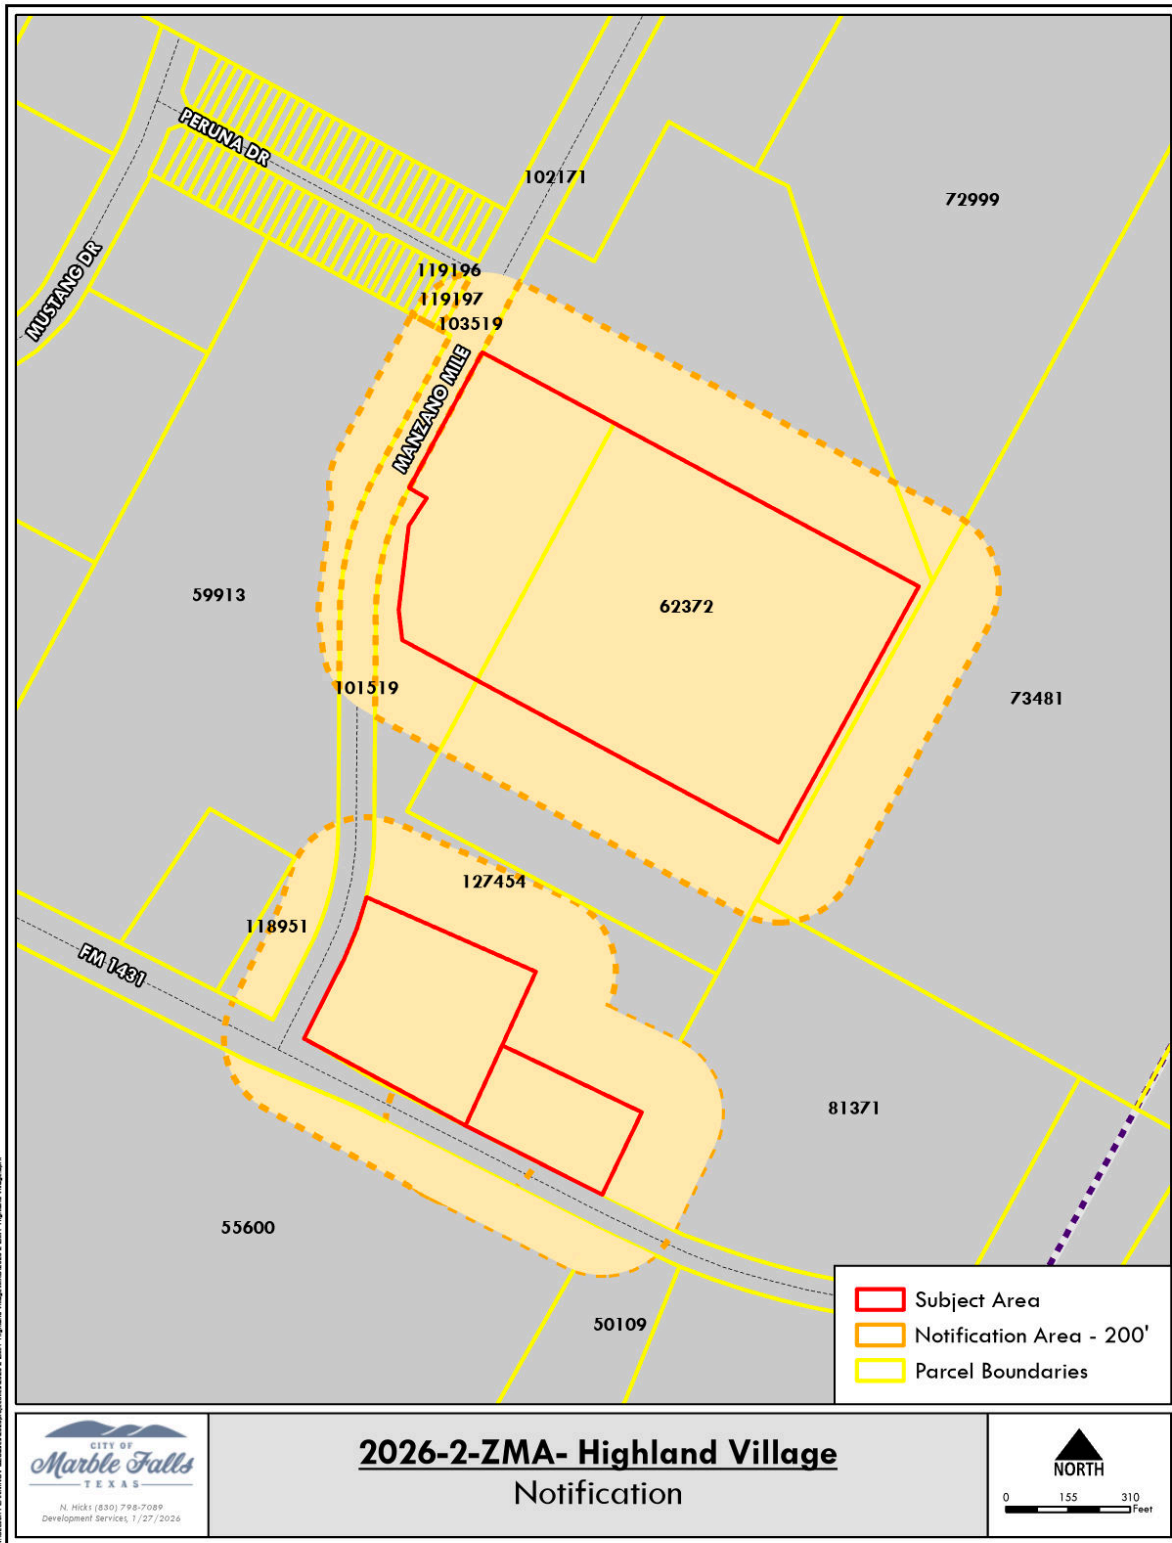 PERUNA DR
102171
72999
MUSTANG DR
119196
119197
103519
MANZANO MILE
59913
62372
101519
73481
127454
118951
FM 1431
81371
55600
50109
Subject Area
Notification Area - 200'
Parcel Boundaries
CITY OF
Marble Falls
TEXAS
N. Hicks (830) 798-7089
Development Services, 1/27/2026
2026-2-ZMA- Highland Village
Notification
NORTH
0 155 310
Feet